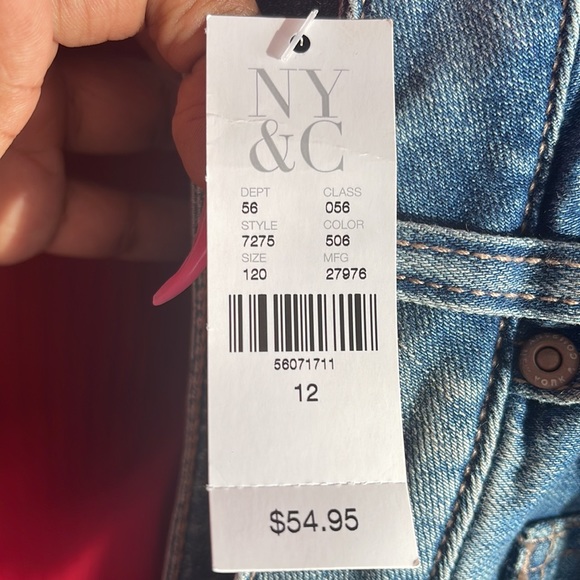 NY
&C
DEPT CLASS
56 056
STYLE COLOR
7275 506
SIZE MFG
120 27976
56071711
12
$54.95